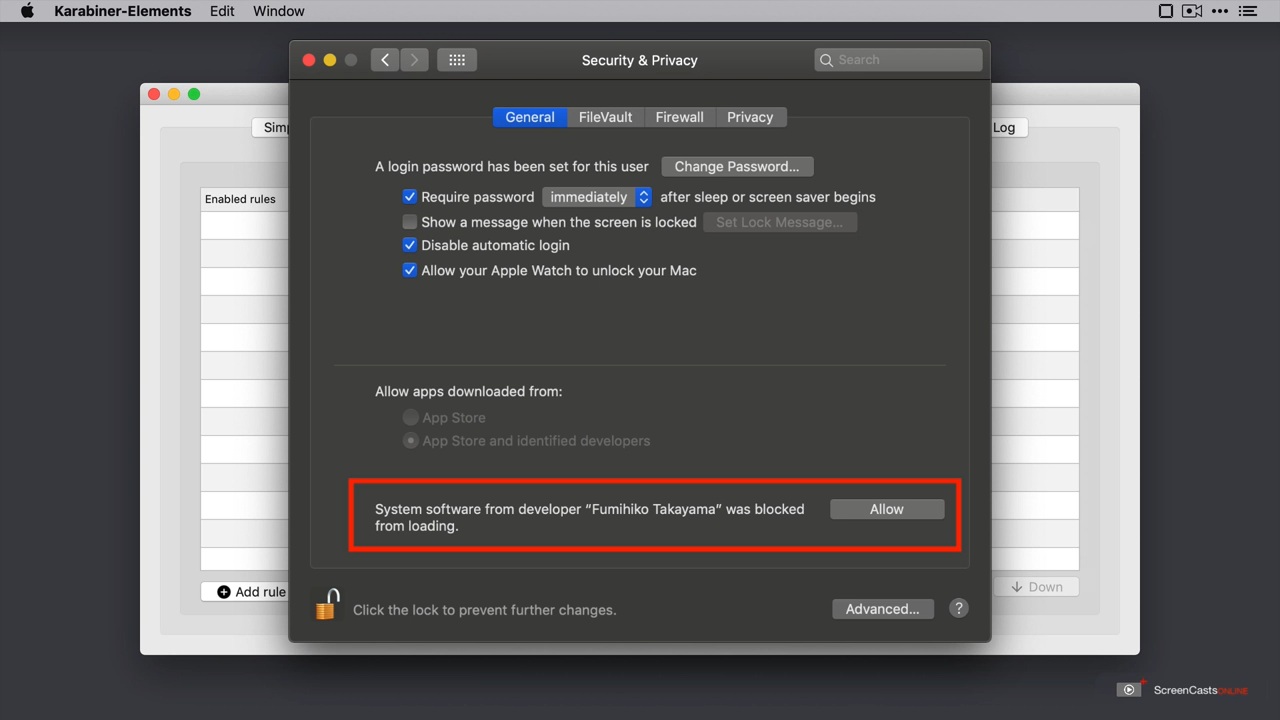 Karabiner-Elements Edit Window
Security & Privacy
Search
General FileVault Firewall Privacy
Simp
Log
A login password has been set for this user Change Password...
Require password immediately after sleep or screen saver begins
Show a message when the screen is locked Set Lock Message...
Disable automatic login
Allow your Apple Watch to unlock your Mac
Enabled rules
Allow apps downloaded from:
App Store
App Store and identified developers
System software from developer “Fumihiko Takayama” was blocked
from loading.
Allow
Add rule
Down
Click the lock to prevent further changes.
Advanced...
?
ScreenCastsONLINE